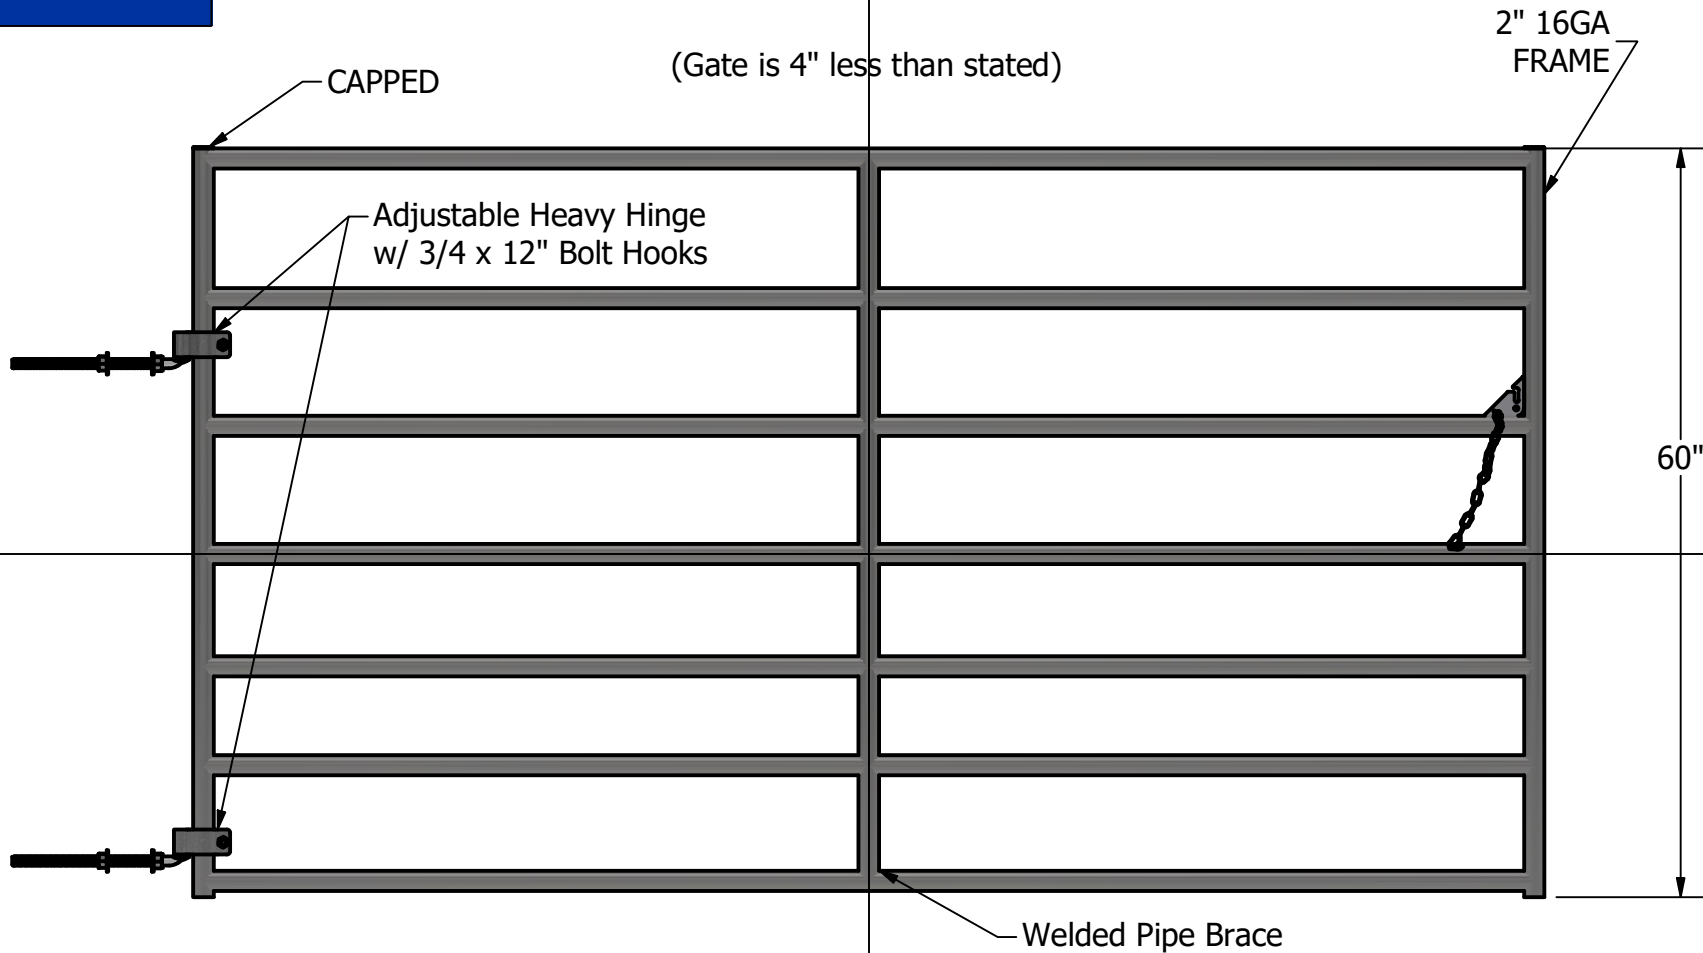 2" 16GA
FRAME
(Gate is 4" less than stated)
CAPPED
Adjustable Heavy Hinge
w/ 3/4 x 12" Bolt Hooks
60"
Welded Pipe Brace